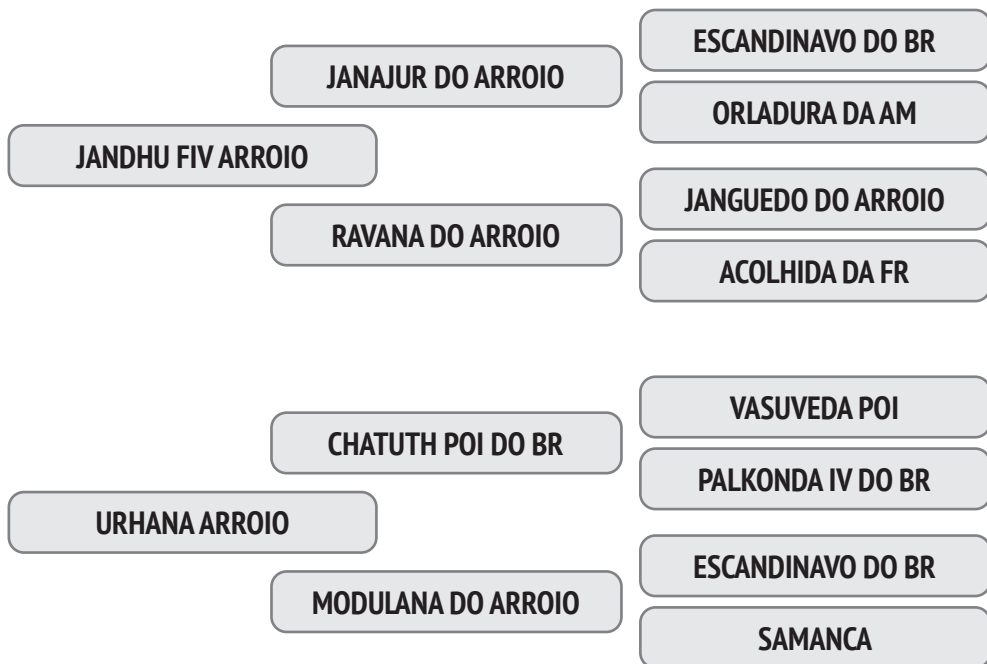 ESCANDINAVO DO BR
JANAJUR DO ARROIO
ORLADURA DA AM
JANDHU FIV ARROIO
JANGUEDO DO ARROIO
RAVANA DO ARROIO
ACOLHIDA DA FR
VASUVEDA POI
CHATUTH POI DO BR
PALKONDA IV DO BR
URHANA ARROIO
ESCANDINAVO DO BR
MODULANA DO ARROIO
SAMANCA